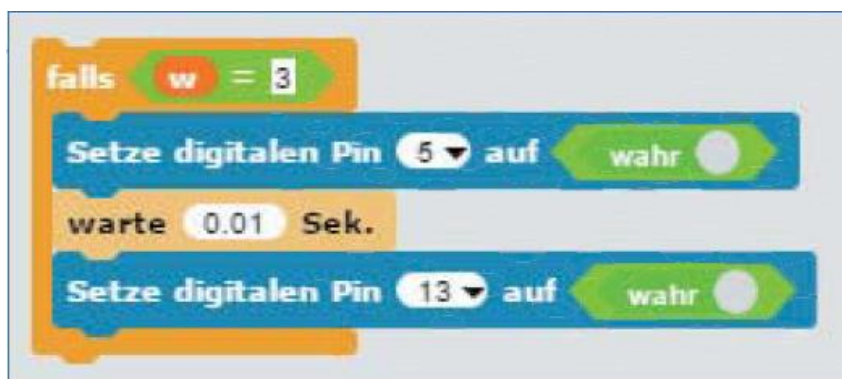 falls w = 3
Setze digitalen Pin 5 auf wahr
warte 0.01 Sek.
Setze digitalen Pin 13 auf wahr